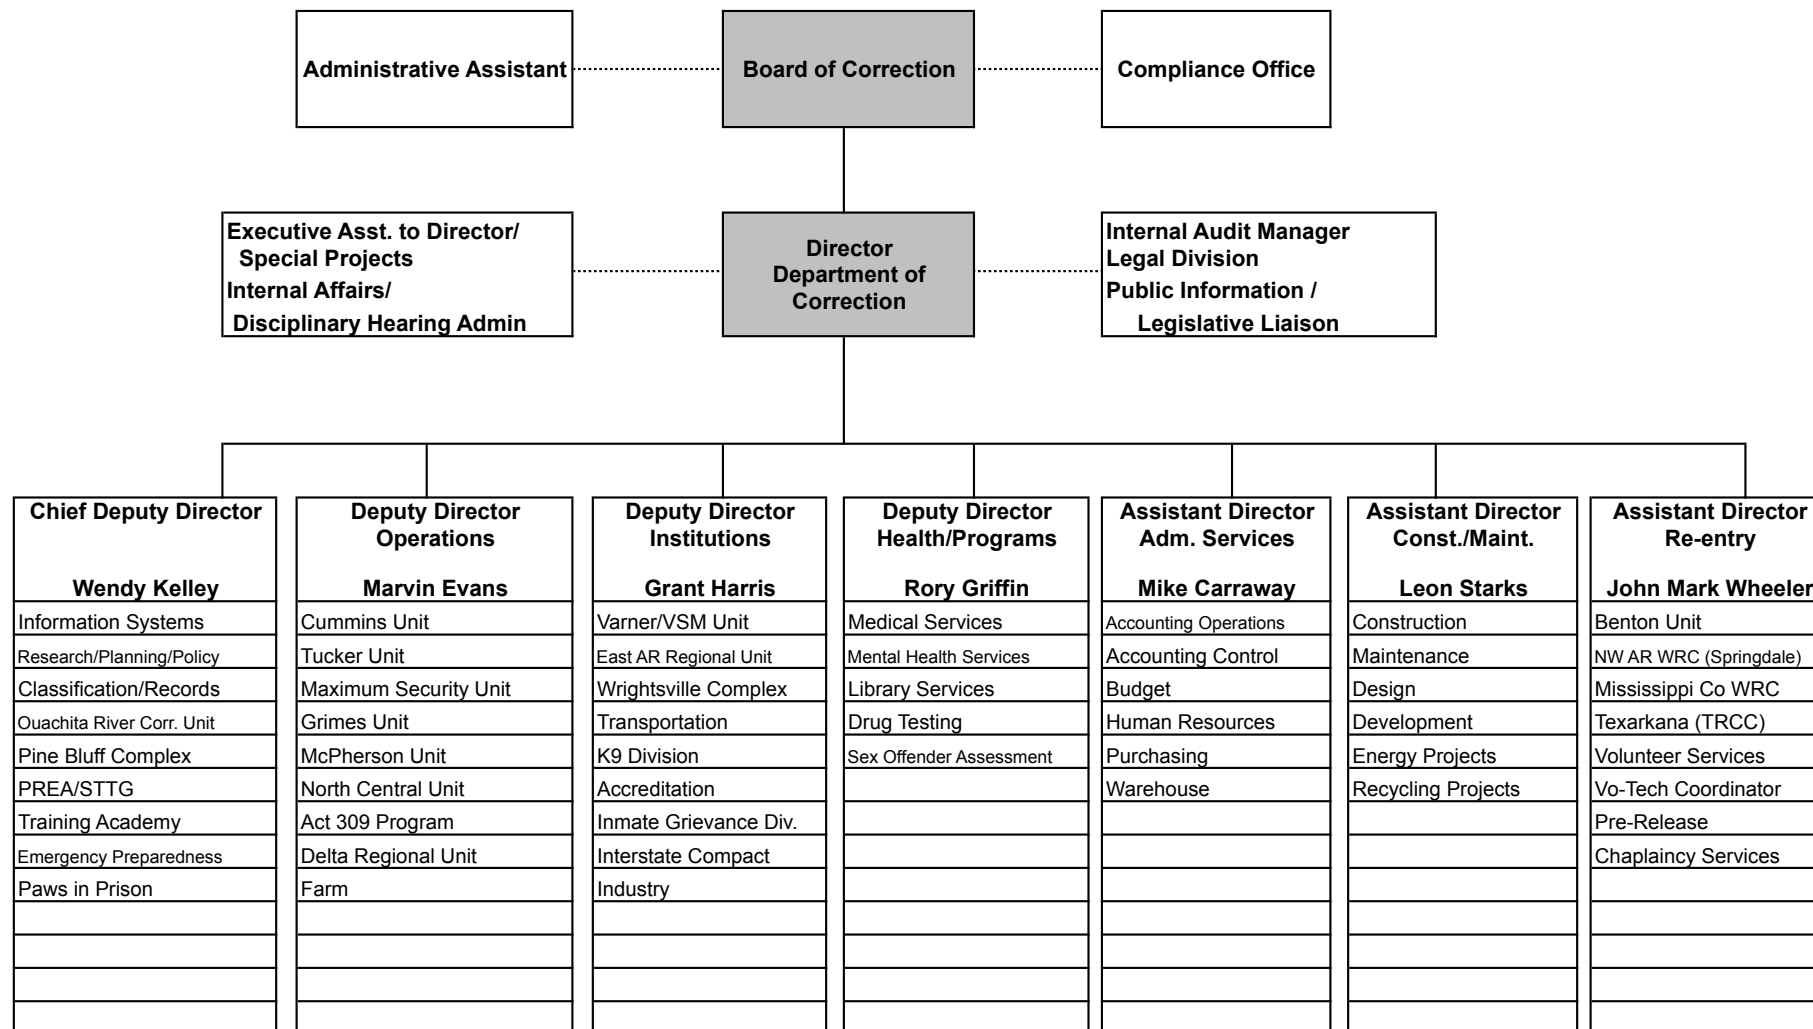 Administrative Assistant
Board of Correction
Compliance Office
Executive Asst. to Director/
Special Projects
Internal Affairs/
Disciplinary Hearing Admin
Director
Department of
Correction
Internal Audit Manager
Legal Division
Public Information /
Legislative Liaison
Chief Deputy Director
Wendy Kelley
Information Systems
Research/Planning/Policy
Classification/Records
Ouachita River Corr. Unit
Pine Bluff Complex
PREA/STTG
Training Academy
Emergency Preparedness
Paws in Prison
Deputy Director
Operations
Marvin Evans
Cummins Unit
Tucker Unit
Maximum Security Unit
Grimes Unit
McPherson Unit
North Central Unit
Act 309 Program
Delta Regional Unit
Farm
Deputy Director
Institutions
Grant Harris
Varner/VSM Unit
East AR Regional Unit
Wrightsville Complex
Transportation
K9 Division
Accreditation
Inmate Grievance Div.
Interstate Compact
Industry
Deputy Director
Health/Programs
Rory Griffin
Medical Services
Mental Health Services
Library Services
Drug Testing
Sex Offender Assessment
Assistant Director
Adm. Services
Mike Carraway
Accounting Operations
Accounting Control
Budget
Human Resources
Purchasing
Warehouse
Assistant Director
Const./Maint.
Leon Starks
Construction
Maintenance
Design
Development
Energy Projects
Recycling Projects
Assistant Director
Re-entry
John Mark Wheeler
Benton Unit
NW AR WRC (Springdale)
Mississippi Co WRC
Texarkana (TRCC)
Volunteer Services
Vo-Tech Coordinator
Pre-Release
Chaplaincy Services